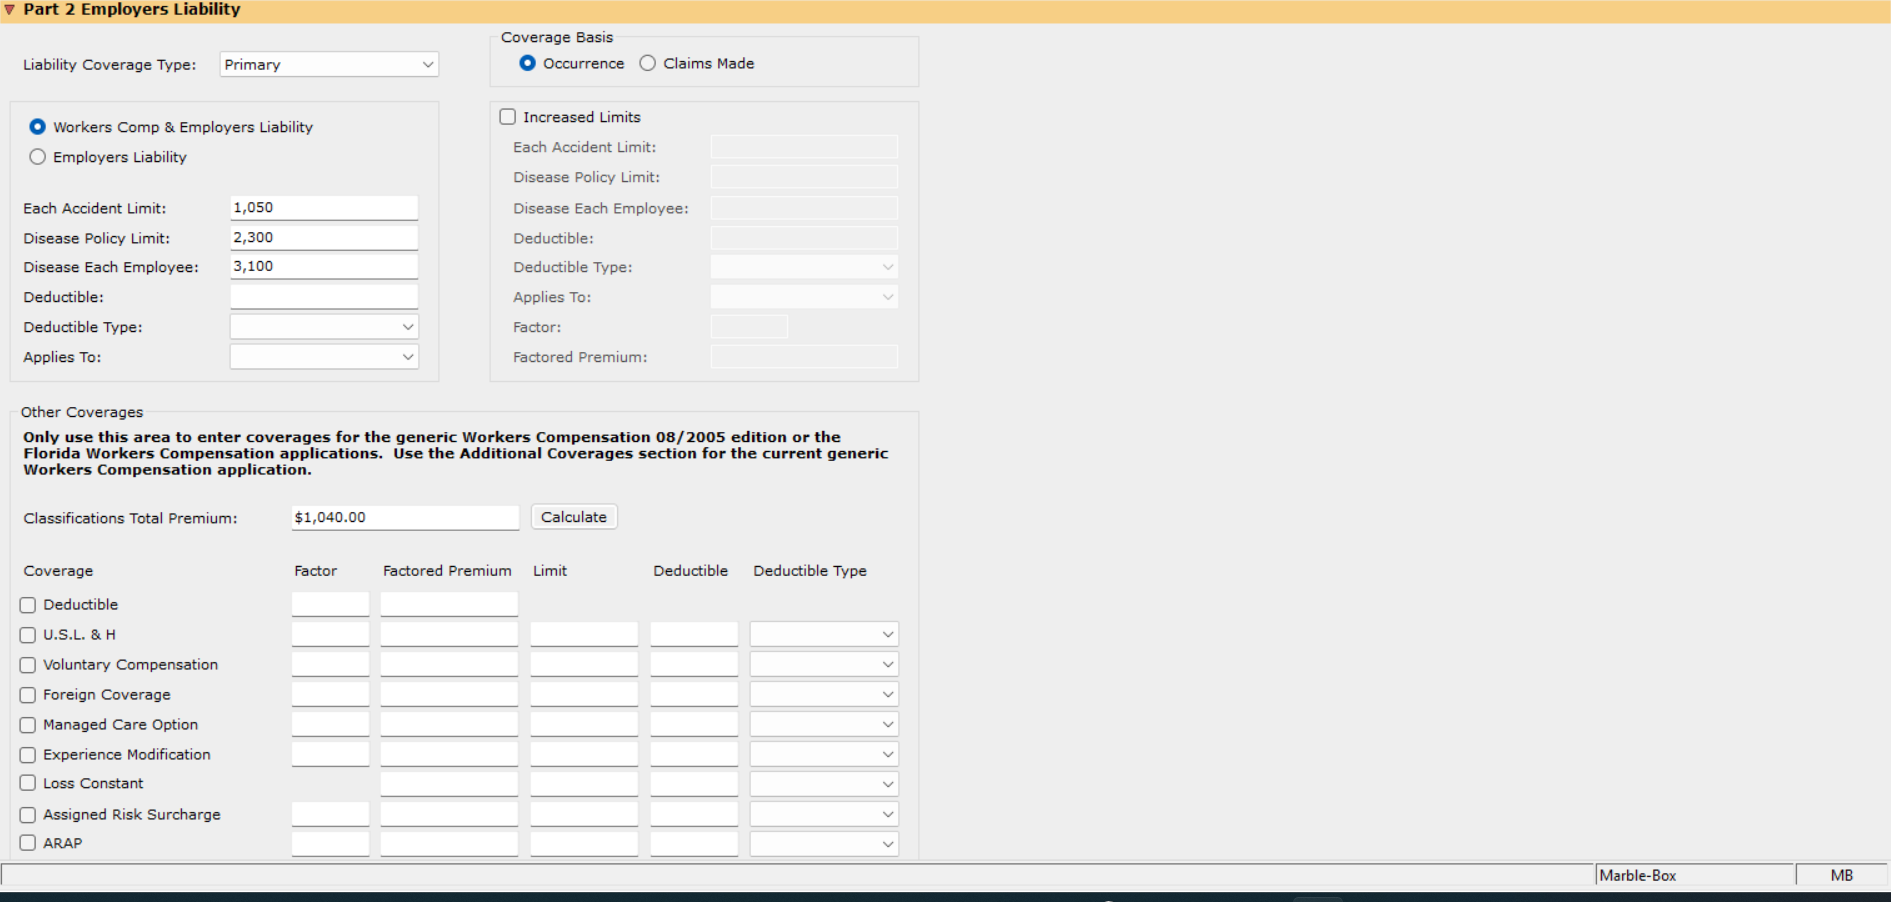 Part 2 Employers Liability
Liability Coverage Type: Primary
Coverage Basis
Occurrence Claims Made
Workers Comp & Employers Liability
Employers Liability
Each Accident Limit: 1,050
Disease Policy Limit: 2,300
Disease Each Employee: 3,100
Deductible:
Deductible Type:
Applies To:
Increased Limits
Each Accident Limit:
Disease Policy Limit:
Disease Each Employee:
Deductible:
Deductible Type:
Applies To:
Factor:
Factored Premium:
Other Coverages
Only use this area to enter coverages for the generic Workers Compensation 08/2005 edition or the
Florida Workers Compensation applications. Use the Additional Coverages section for the current generic
Workers Compensation application.
Classifications Total Premium: $1,040.00 Calculate
Coverage Factor Factored Premium Limit Deductible Deductible Type
Deductible
U.S.L. & H
Voluntary Compensation
Foreign Coverage
Managed Care Option
Experience Modification
Loss Constant
Assigned Risk Surcharge
ARAP
Marble-Box MB